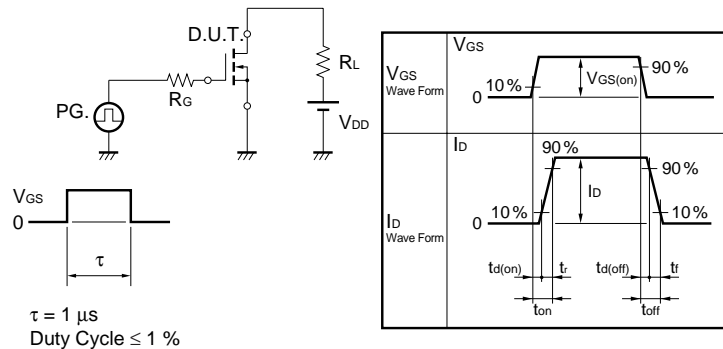 D.U.T.
RL
RG
PG.
VDD
VGS
0
τ
τ = 1 μs
Duty Cycle ≤ 1 %
VGS
Wave Form
VGS
10 %
90 %
VGS(on)
0
ID
Wave Form
ID
90 %
90 %
10 %
ID
10 %
0
td(on)
tr
td(off)
tf
ton
toff